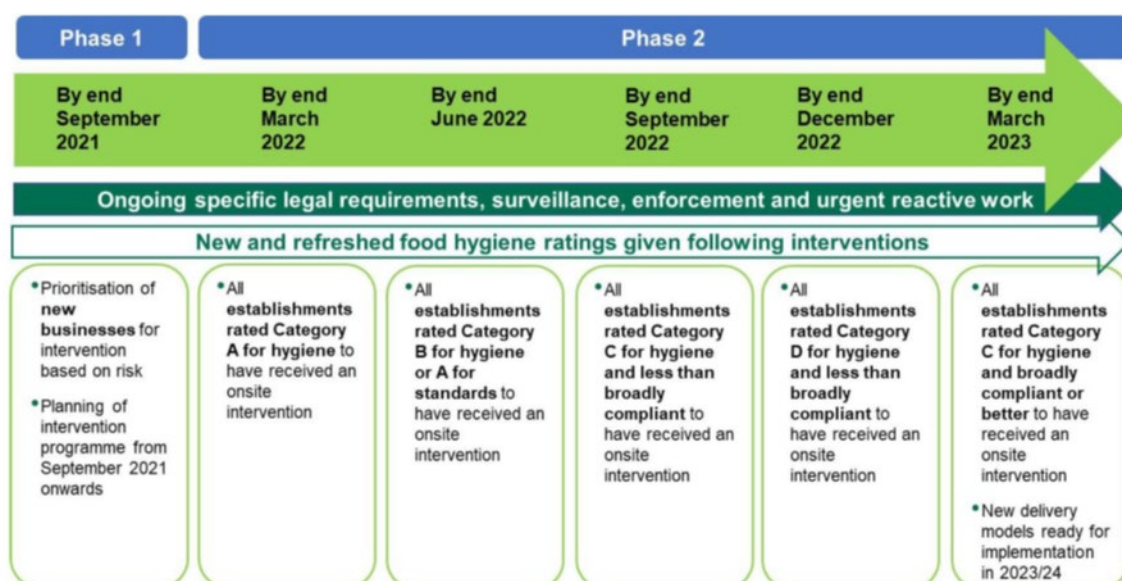 Phase 1
Phase 2
By end
September
2021
By end
March
2022
By end
June 2022
By end
September
2022
By end
December
2022
By end
March
2023
Ongoing specific legal requirements, surveillance, enforcement and urgent reactive work
New and refreshed food hygiene ratings given following interventions
•Prioritisation of
new
businesses for
intervention
based on risk
•Planning of
intervention
programme from
September 2021
onwards
•All
establishments
rated Category
A for hygiene to
have received an
onsite
intervention
•All
establishments
rated Category
B for hygiene
or A for
standards to
have received an
onsite
intervention
•All
establishments
rated Category
C for hygiene
and less than
broadly
compliant to
have received an
onsite
intervention
•All
establishments
rated Category
D for hygiene
and less than
broadly
compliant to
have received an
onsite
intervention
•All
establishments
rated Category
C for hygiene
and broadly
compliant or
better to have
received an
onsite
intervention
•New delivery
models ready for
implementation
in 2023/24